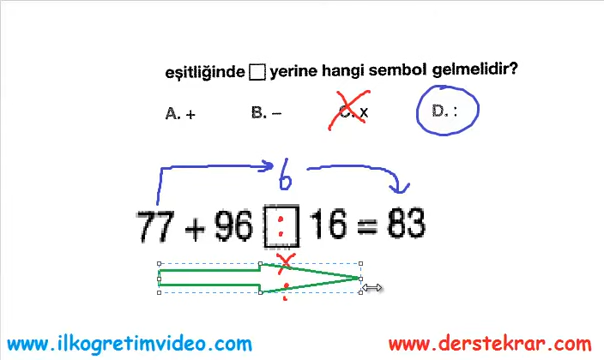 eşitliğinde □ yerine hangi sembol gelmelidir?
A. + B. – C. x D. :
6
77 + 96 : 16 = 83
x
:
www.ilkogretimvideo.com www.derstekrar.com